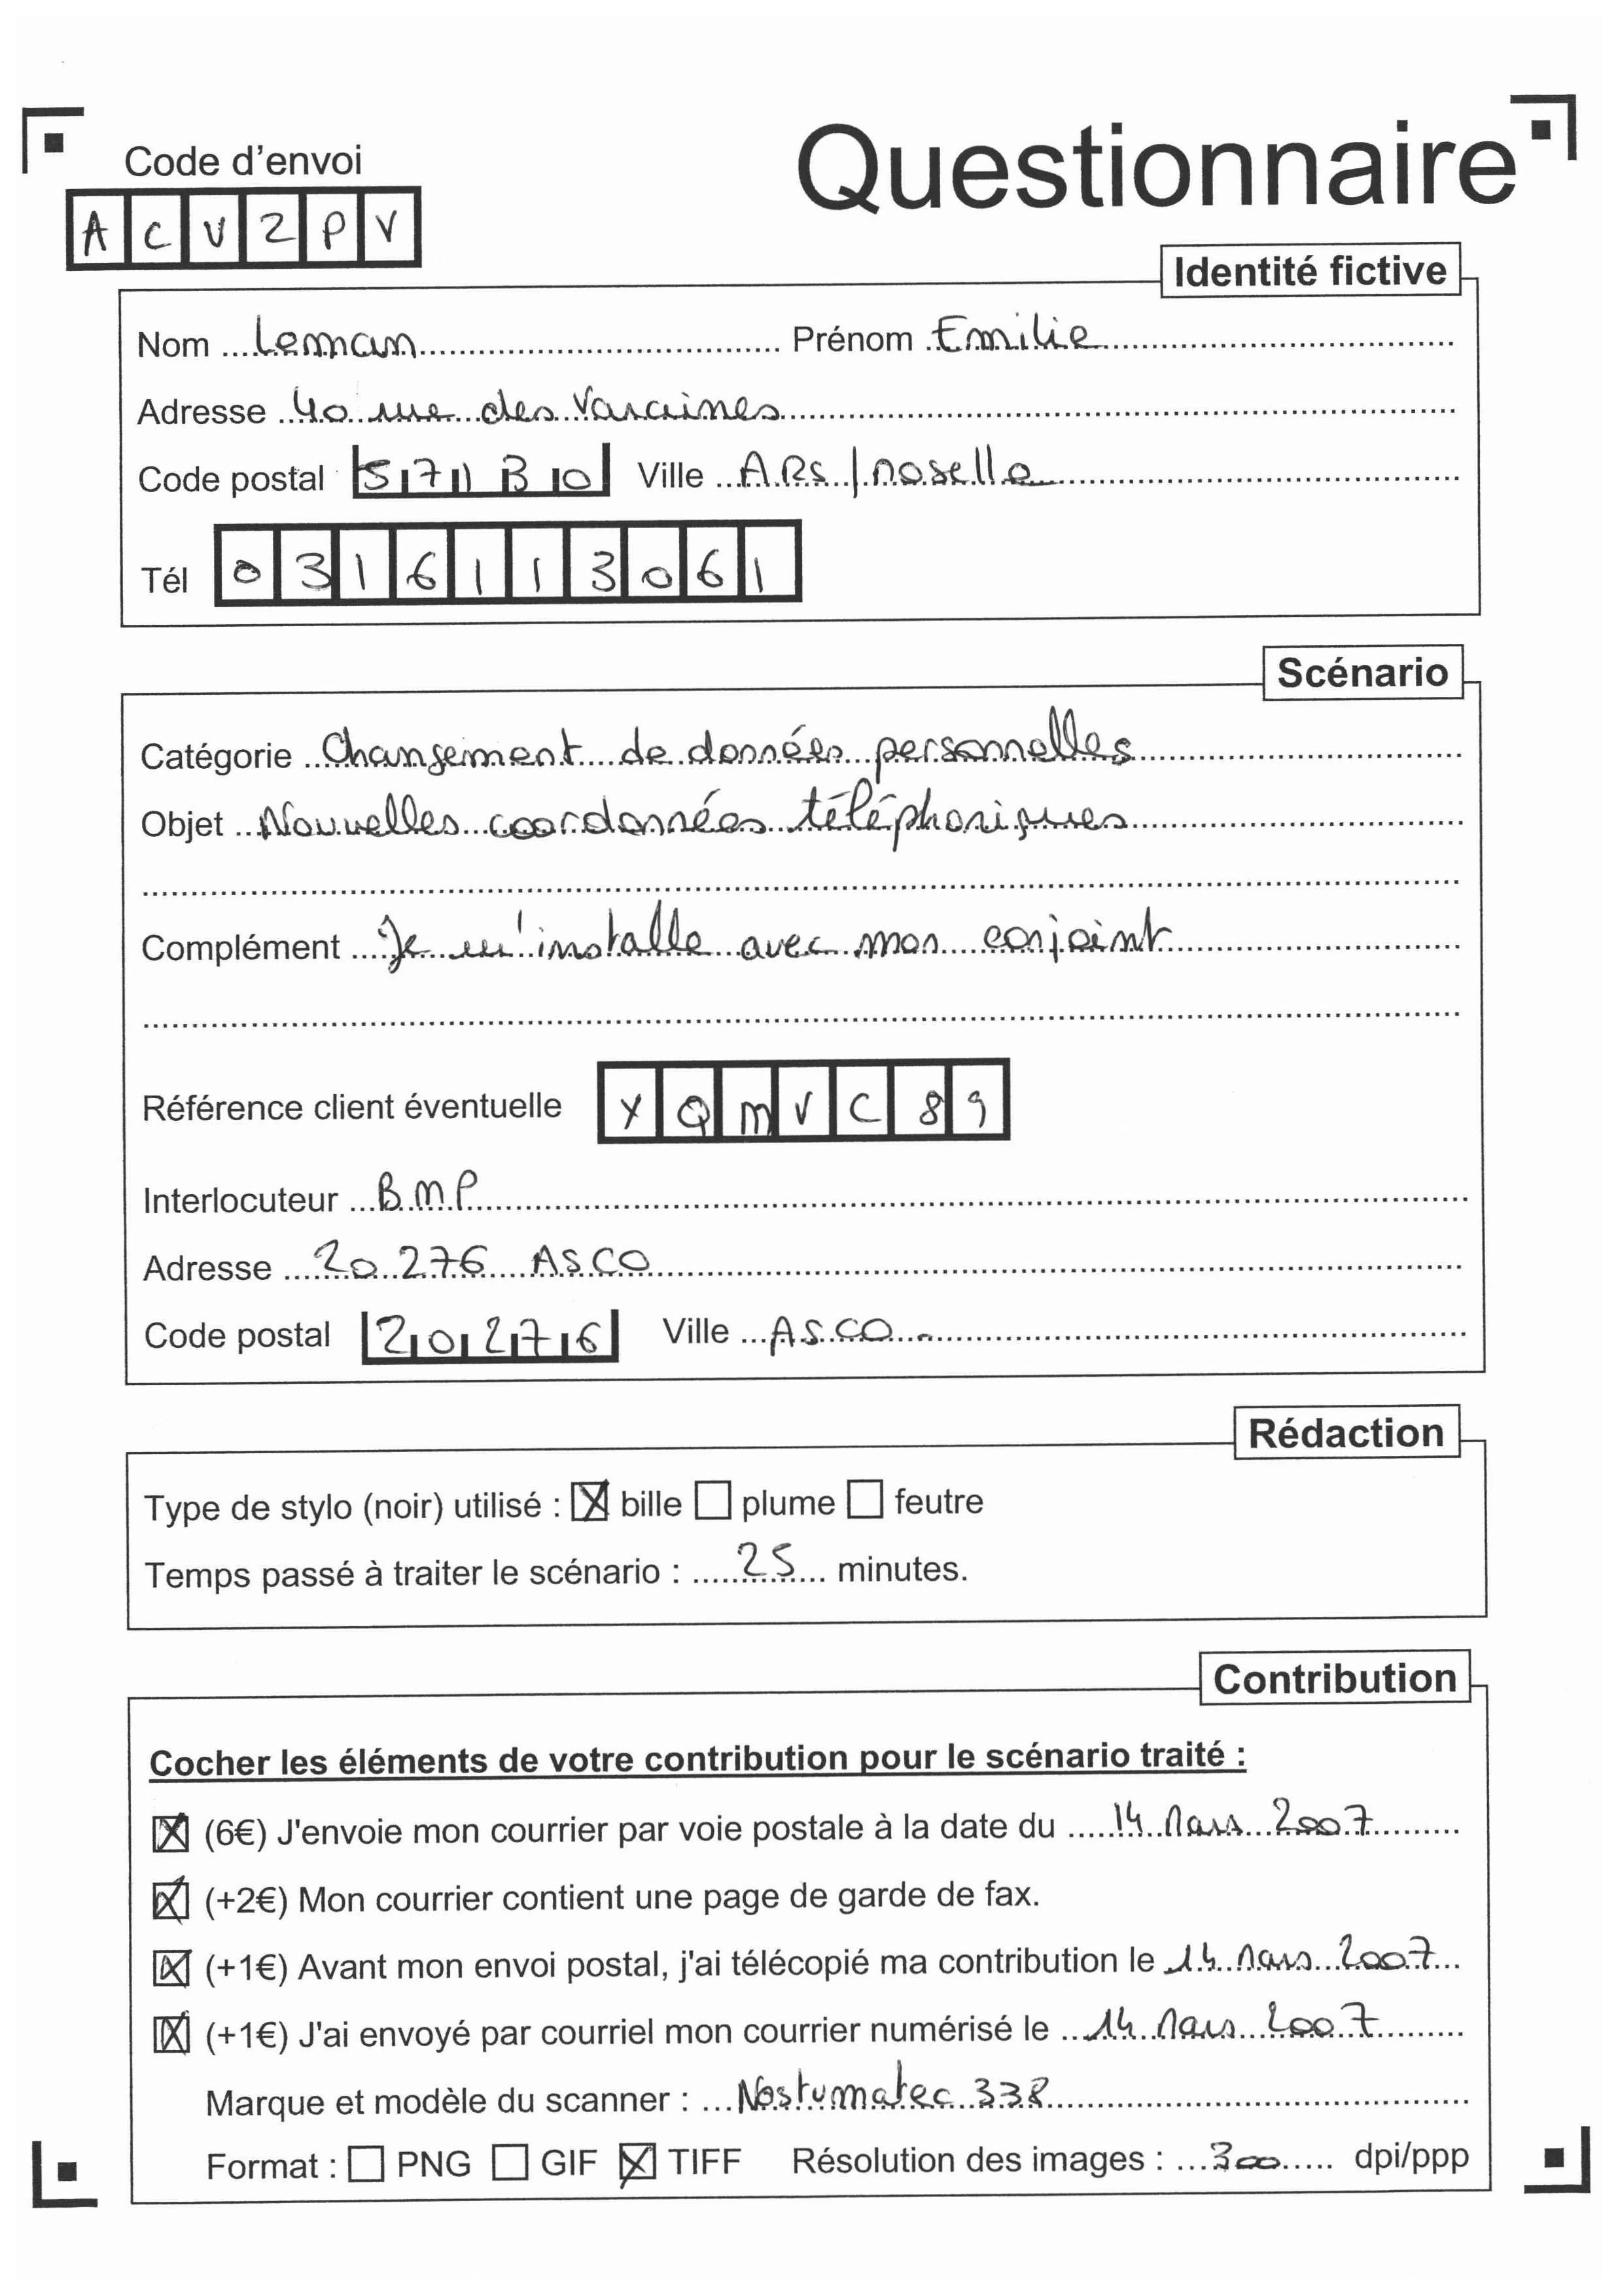 Code d'envoi
Questionnaire
A C V 2 P V
Identité fictive
Nom Leman Prénom Emilie
Adresse 40 rue des Varaines
Code postal 57130 Ville ARS/moselle
Tél 0316113061
Scénario
Catégorie Changement de données personnelles
Objet Nouvelles coordonnées téléphoniques
Complément Je m'installe avec mon conjoint
Référence client éventuelle X Q M V C 8 9
Interlocuteur BMP
Adresse 20 276 ASCO
Code postal 20276 Ville ASCO
Rédaction
Type de stylo (noir) utilisé : bille plume feutre
Temps passé à traiter le scénario : 25 minutes.
Contribution
Cocher les éléments de votre contribution pour le scénario traité :
(6€) J'envoie mon courrier par voie postale à la date du 14 Mars 2007
(+2€) Mon courrier contient une page de garde de fax.
(+1€) Avant mon envoi postal, j'ai télécopié ma contribution le 14 Mars 2007
(+1€) J'ai envoyé par courriel mon courrier numérisé le 14 Mars 2007
Marque et modèle du scanner : Nostumatec 338
Format : PNG GIF TIFF Résolution des images : 300 dpi/ppp